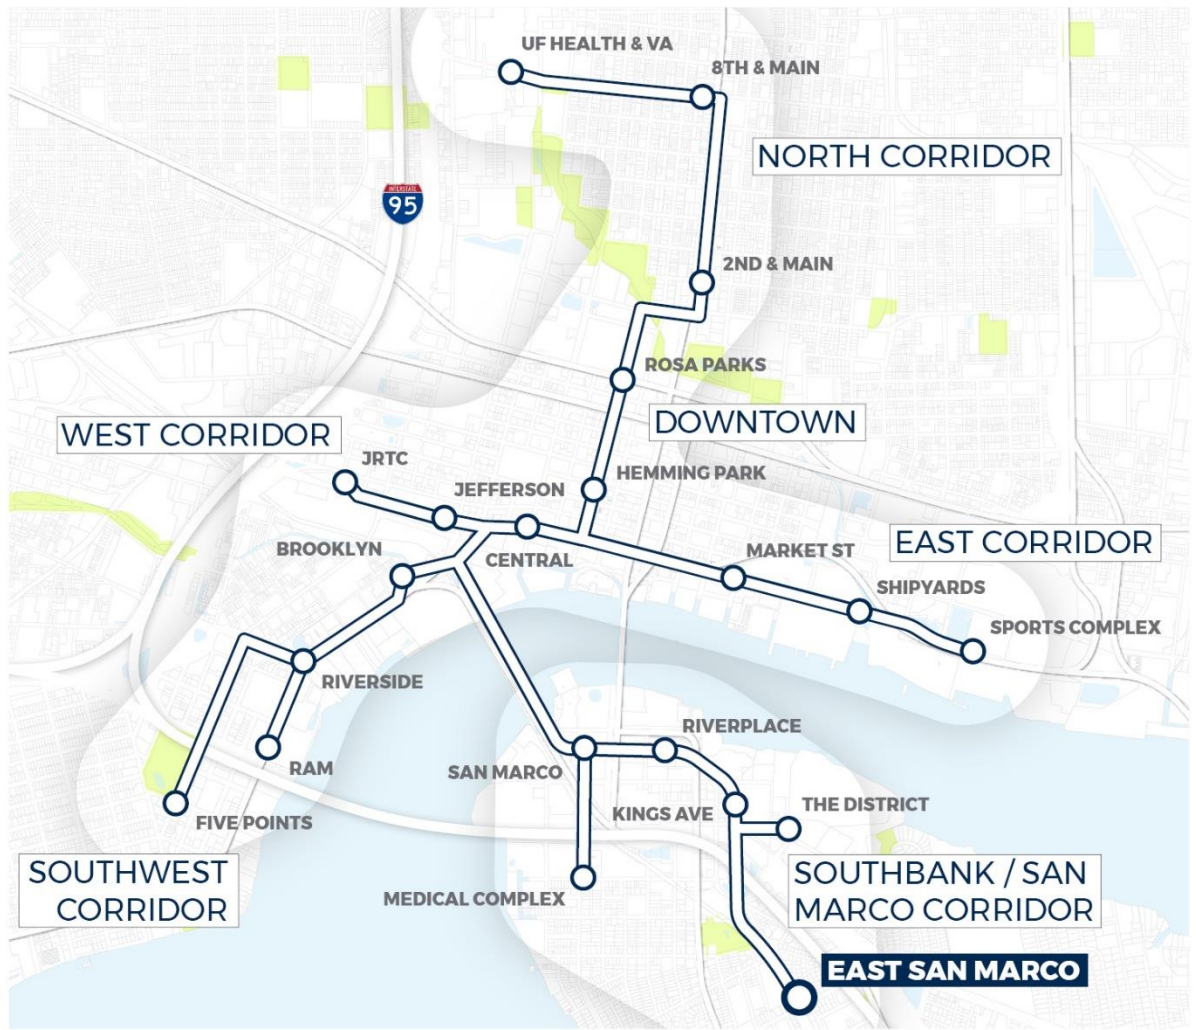 UF HEALTH & VA
8TH & MAIN
NORTH CORRIDOR
INTERSTATE
95
2ND & MAIN
ROSA PARKS
DOWNTOWN
WEST CORRIDOR
JRTC
HEMMING PARK
JEFFERSON
EAST CORRIDOR
BROOKLYN
CENTRAL
MARKET ST
SHIPYARDS
SPORTS COMPLEX
RIVERSIDE
RIVERPLACE
RAM
SAN MARCO
KINGS AVE
THE DISTRICT
FIVE POINTS
SOUTHWEST
CORRIDOR
MEDICAL COMPLEX
SOUTHBANK / SAN
MARCO CORRIDOR
EAST SAN MARCO